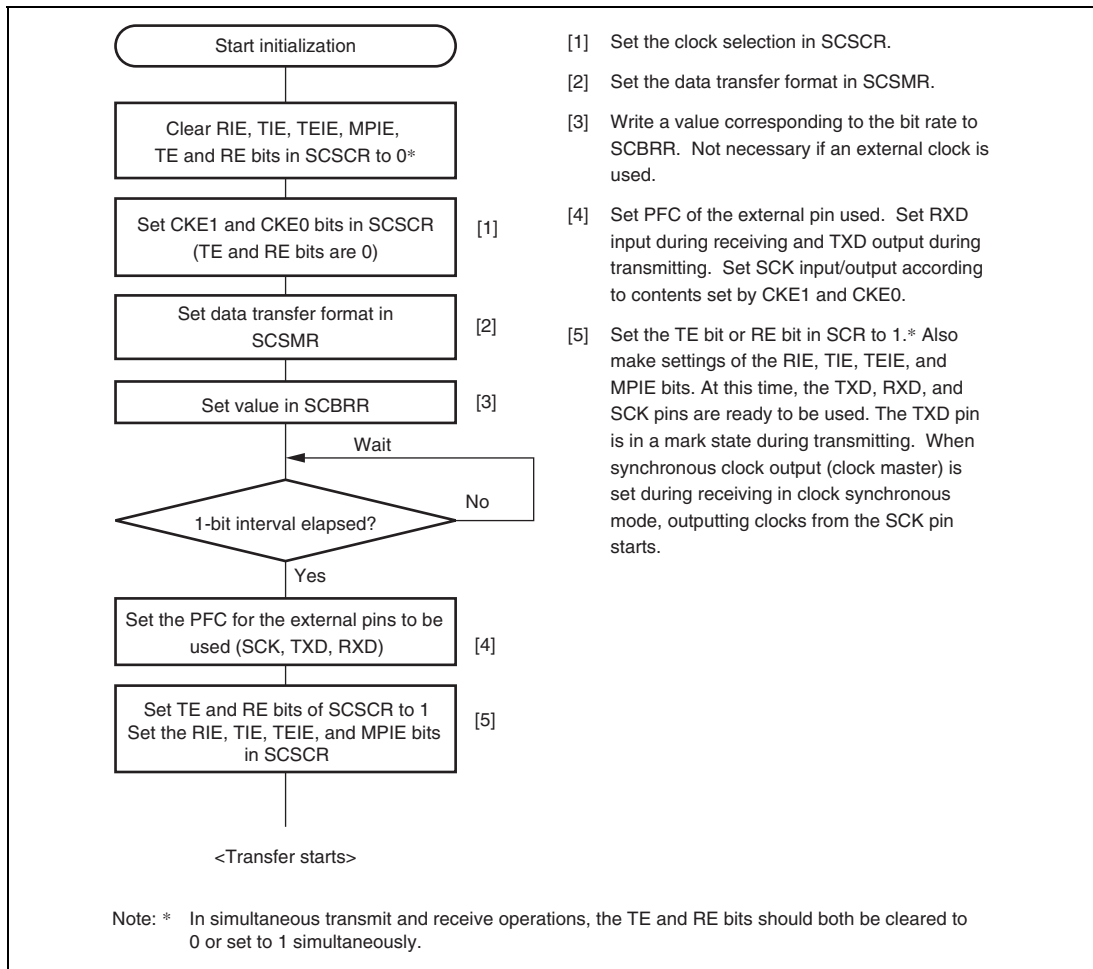 Start initialization
Clear RIE, TIE, TEIE, MPIE,
TE and RE bits in SCSCR to 0*
Set CKE1 and CKE0 bits in SCSCR
(TE and RE bits are 0)
[1]
Set data transfer format in
SCSMR
[2]
Set value in SCBRR
[3]
Wait
No
1-bit interval elapsed?
Yes
Set the PFC for the external pins to be
used (SCK, TXD, RXD)
[4]
Set TE and RE bits of SCSCR to 1
Set the RIE, TIE, TEIE, and MPIE bits
in SCSCR
[5]
<Transfer starts>
[1] Set the clock selection in SCSCR.
[2] Set the data transfer format in SCSMR.
[3] Write a value corresponding to the bit rate to
SCBRR. Not necessary if an external clock is
used.
[4] Set PFC of the external pin used. Set RXD
input during receiving and TXD output during
transmitting. Set SCK input/output according
to contents set by CKE1 and CKE0.
[5] Set the TE bit or RE bit in SCR to 1.* Also
make settings of the RIE, TIE, TEIE, and
MPIE bits. At this time, the TXD, RXD, and
SCK pins are ready to be used. The TXD pin
is in a mark state during transmitting. When
synchronous clock output (clock master) is
set during receiving in clock synchronous
mode, outputting clocks from the SCK pin
starts.
Note: * In simultaneous transmit and receive operations, the TE and RE bits should both be cleared to
0 or set to 1 simultaneously.